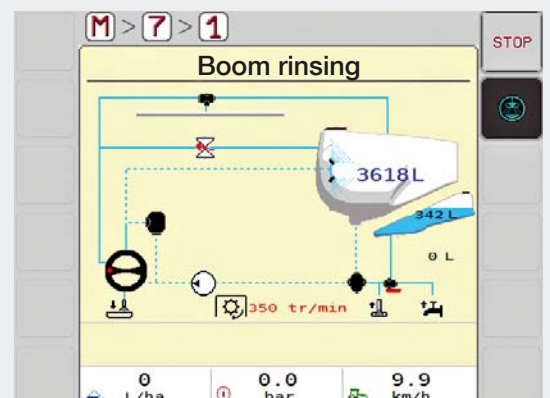 M > 7 > 1
STOP
Boom rinsing
3618L
342 L
0 L
350 tr/min
0 0.0 9.9
L/ha bar km/h